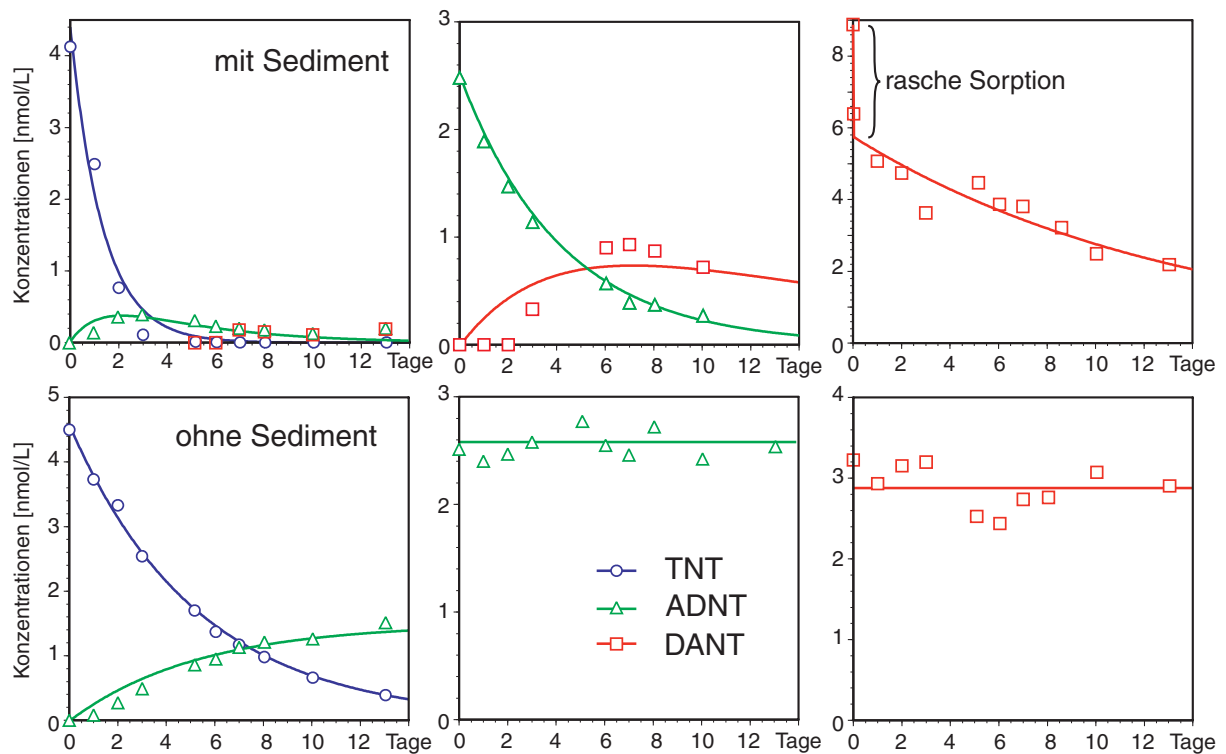 Konzentrationen [nmol/L]
4
3
2
1
0
mit Sediment
0 2 4 6 8 10 12 Tage
3
2
1
0
0 2 4 6 8 10 12 Tage
8
6
4
2
0
rasche Sorption
0 2 4 6 8 10 12 Tage
Konzentrationen [nmol/L]
5
4
3
2
1
0
ohne Sediment
0 2 4 6 8 10 12 Tage
3
2
1
0
TNT
ADNT
DANT
0 2 4 6 8 10 12 Tage
4
3
2
1
0
0 2 4 6 8 10 12 Tage